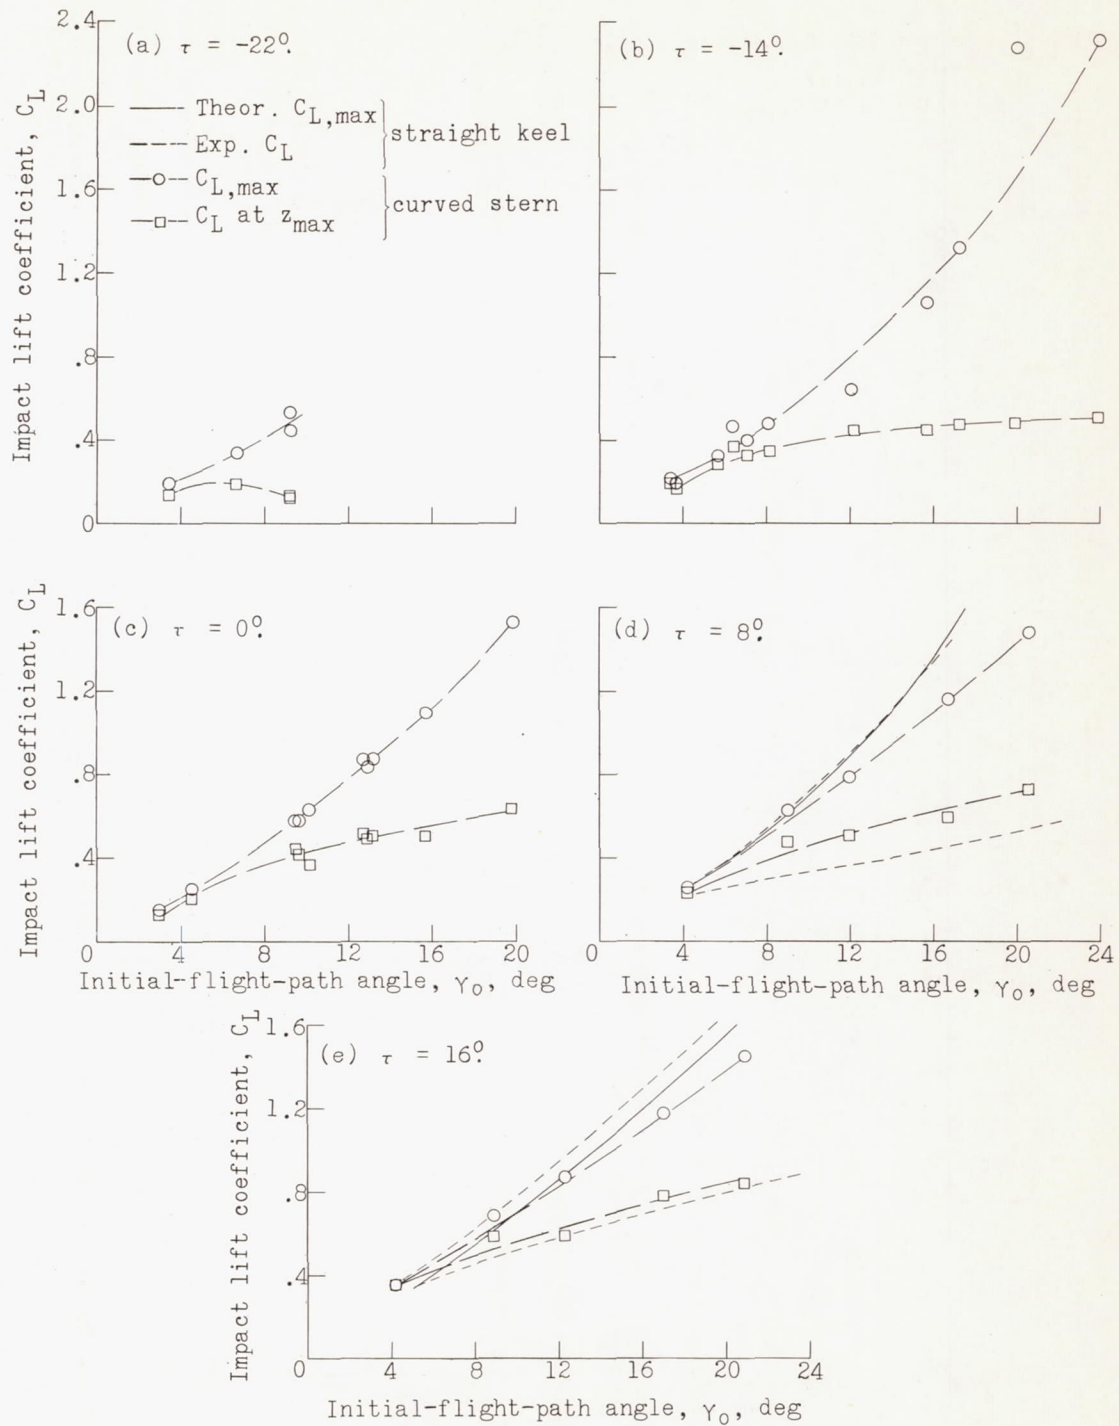 2.4
(a) τ = -22°.
(b) τ = -14°.
Impact lift coefficient, C_L
2.0
Theor. C_L,max
Exp. C_L
straight keel
1.6
C_L,max
C_L at z_max
curved stern
1.2
.8
.4
0
Impact lift coefficient, C_L
1.6
(c) τ = 0°.
(d) τ = 8°.
1.2
.8
.4
0 4 8 12 16 20
0 4 8 12 16 20 24
Initial-flight-path angle, γ_o, deg
Initial-flight-path angle, γ_o, deg
Impact lift coefficient, C_L
1.6
(e) τ = 16°.
1.2
.8
.4
0 4 8 12 16 20 24
Initial-flight-path angle, γ_o, deg